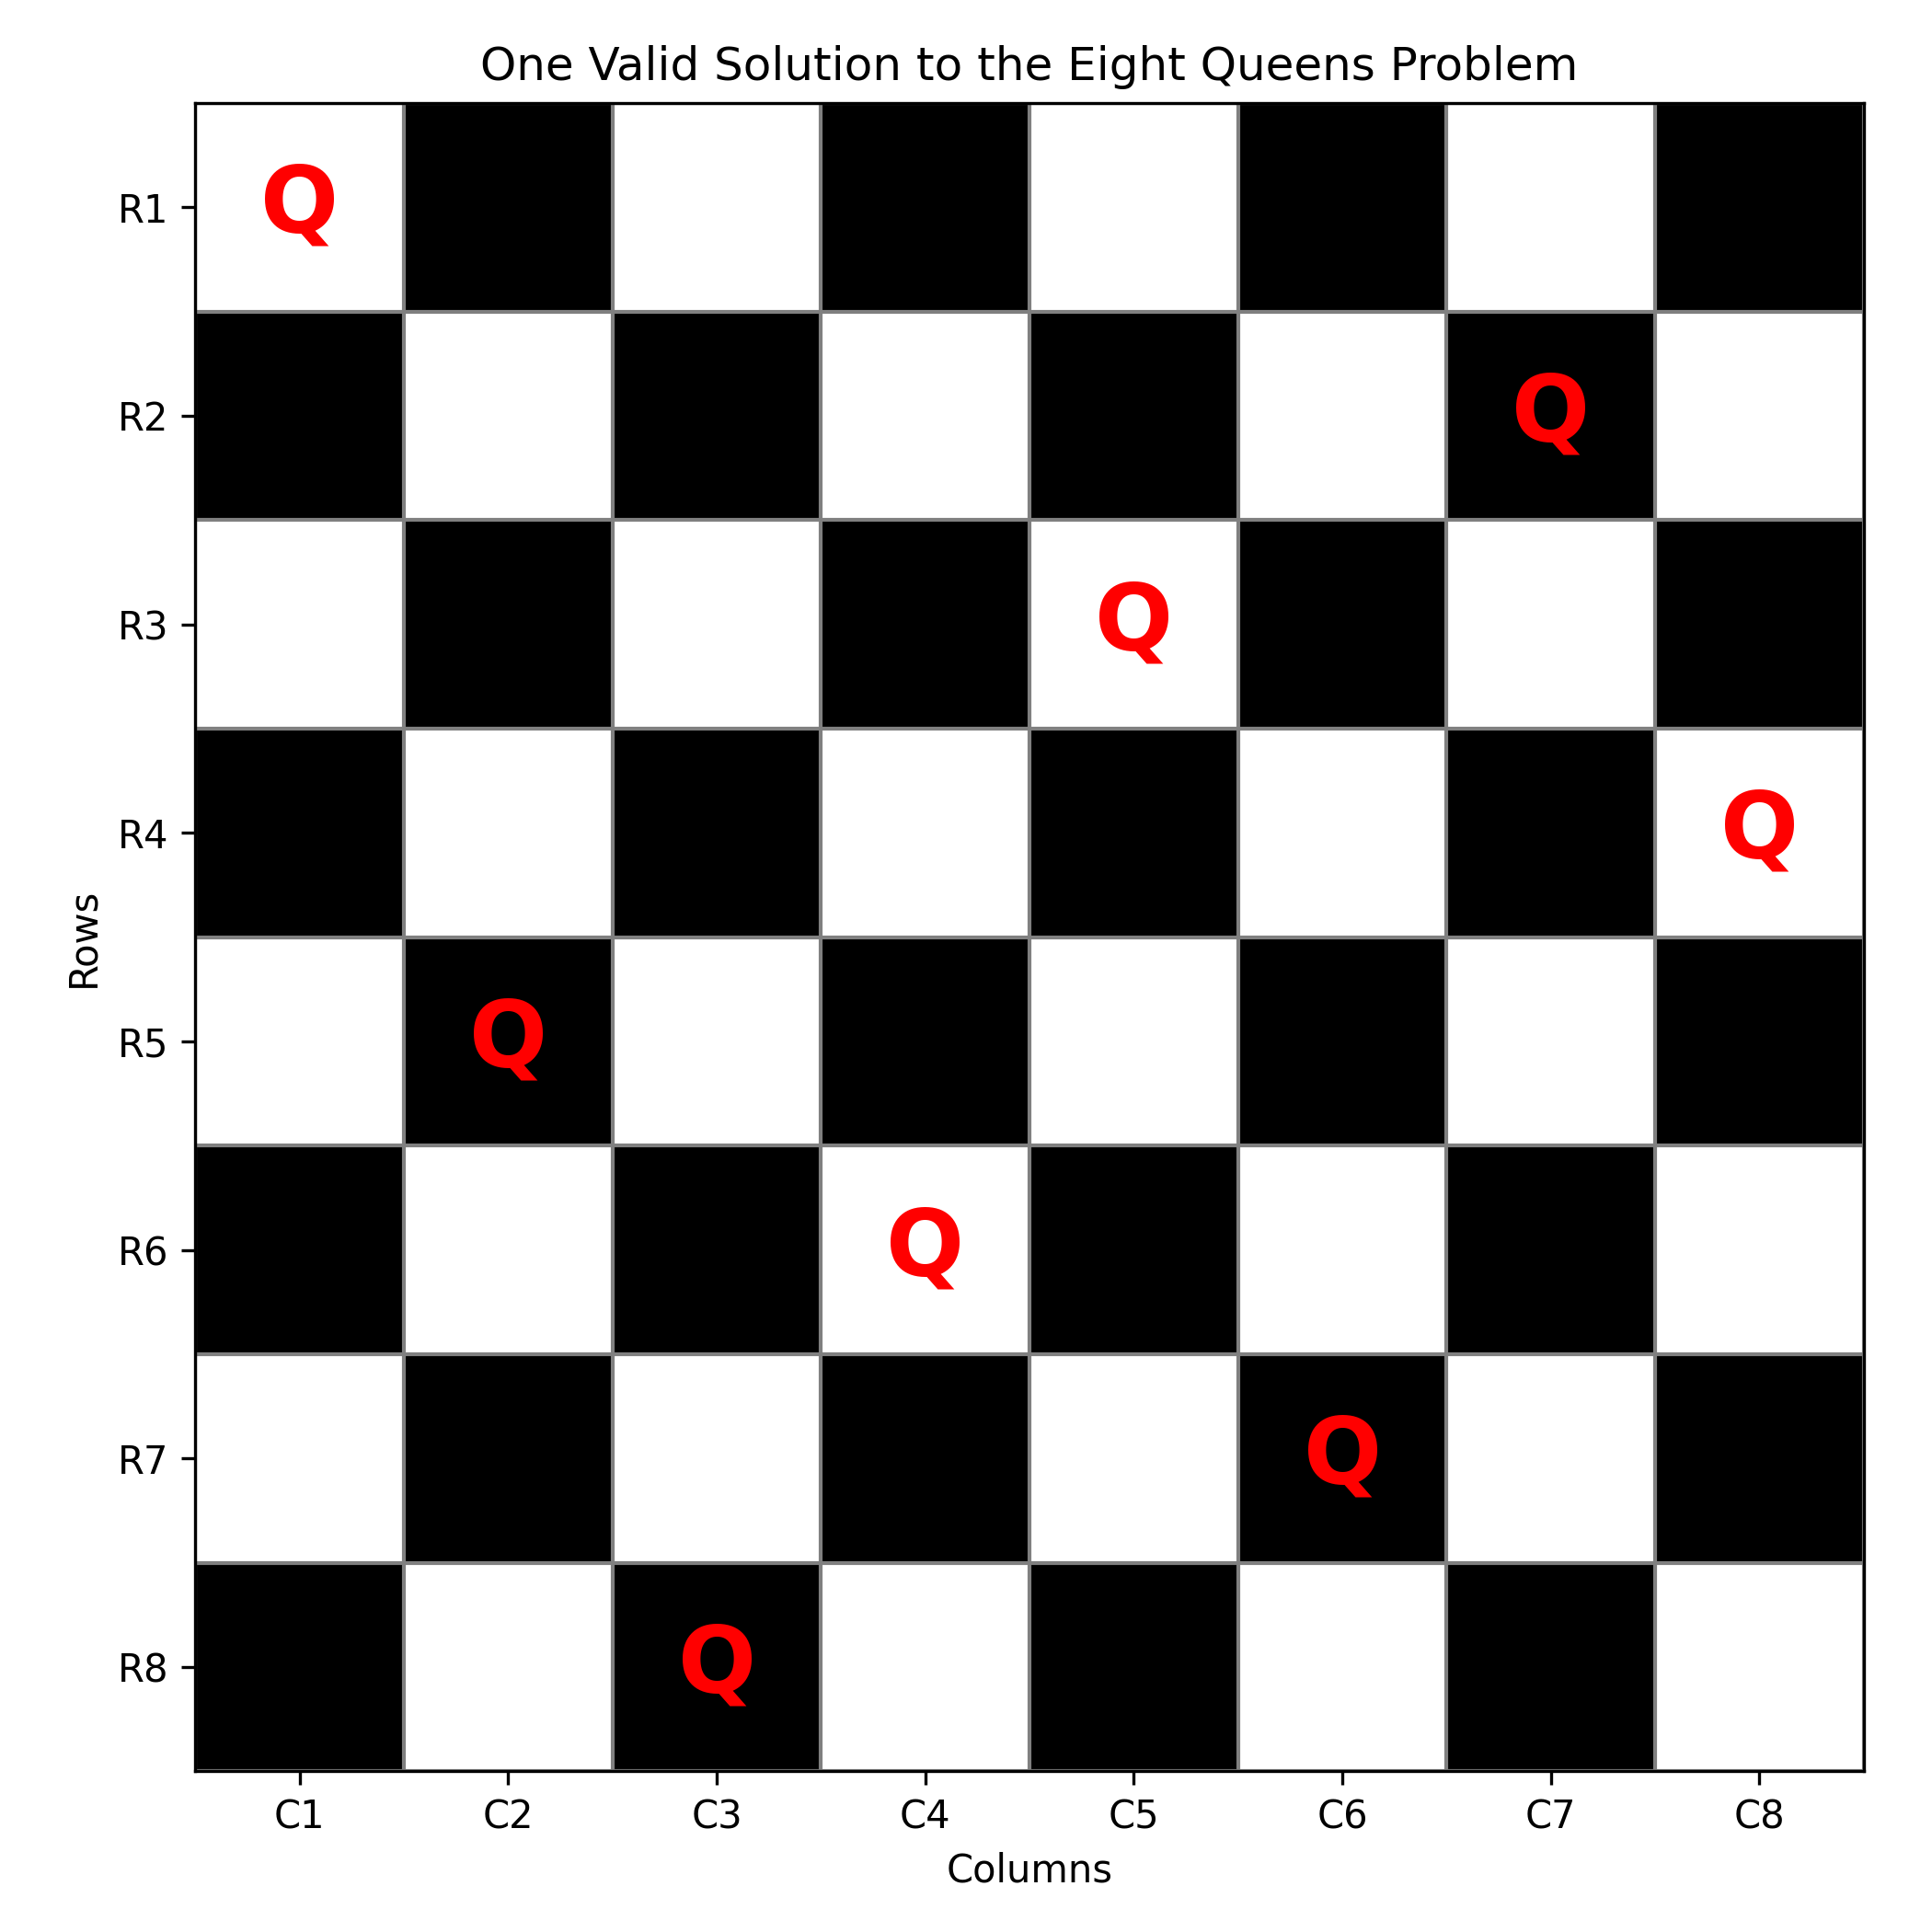 One Valid Solution to the Eight Queens Problem
R1 Q
R2 Q
R3 Q
R4 Q
Rows
R5 Q
R6 Q
R7 Q
R8 Q
C1 C2 C3 C4 C5 C6 C7 C8
Columns